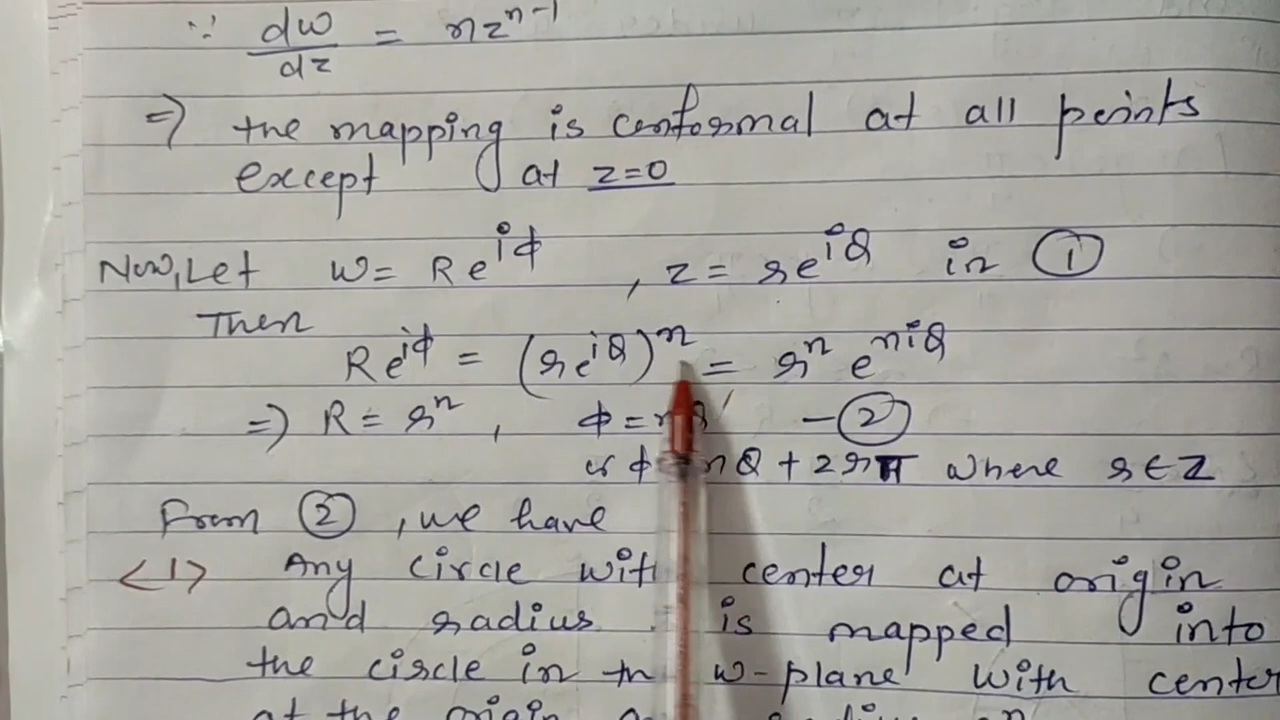 ∵ dw/dz = nz^(n-1)
⇒ the mapping is conformal at all points
except at z=0
Now, Let w = Re^(iϕ) , z = re^(iθ) in ①
Then
Re^(iϕ) = (re^(iθ))^n = r^n e^(niθ)
⇒ R = r^n , ϕ = nθ - ②
or ϕ = nθ + 2rπ where r ∈ Z
From ② , we have
<1> Any circle with center at origin
and radius is mapped into
the circle in w-plane with center
at the origin